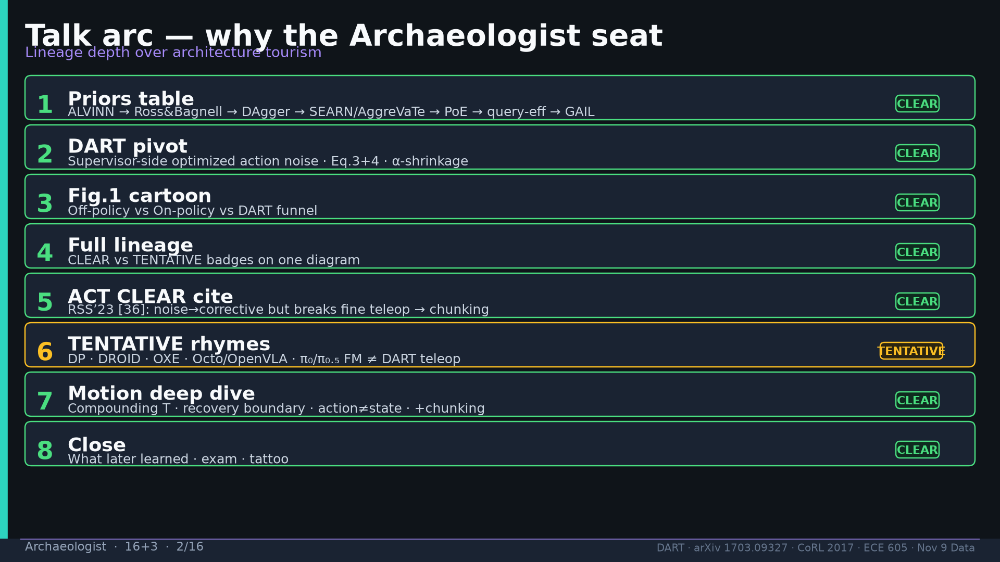 Talk arc — why the Archaeologist seat
Lineage depth over architecture tourism
1 Priors table CLEAR
ALVINN → Ross&Bagnell → DAgger → SEARN/AggreVaTe → PoE → query-eff → GAIL
2 DART pivot CLEAR
Supervisor-side optimized action noise · Eq.3+4 · α-shrinkage
3 Fig.1 cartoon CLEAR
Off-policy vs On-policy vs DART funnel
4 Full lineage CLEAR
CLEAR vs TENTATIVE badges on one diagram
5 ACT CLEAR cite CLEAR
RSS’23 [36]: noise→corrective but breaks fine teleop → chunking
6 TENTATIVE rhymes TENTATIVE
DP · DROID · OXE · Octo/OpenVLA · π₀/π₀.₅ FM ≠ DART teleop
7 Motion deep dive CLEAR
Compounding T · recovery boundary · action≠state · +chunking
8 Close CLEAR
What later learned · exam · tattoo
Archaeologist · 16+3 · 2/16
DART · arXiv 1703.09327 · CoRL 2017 · ECE 605 · Nov 9 Data